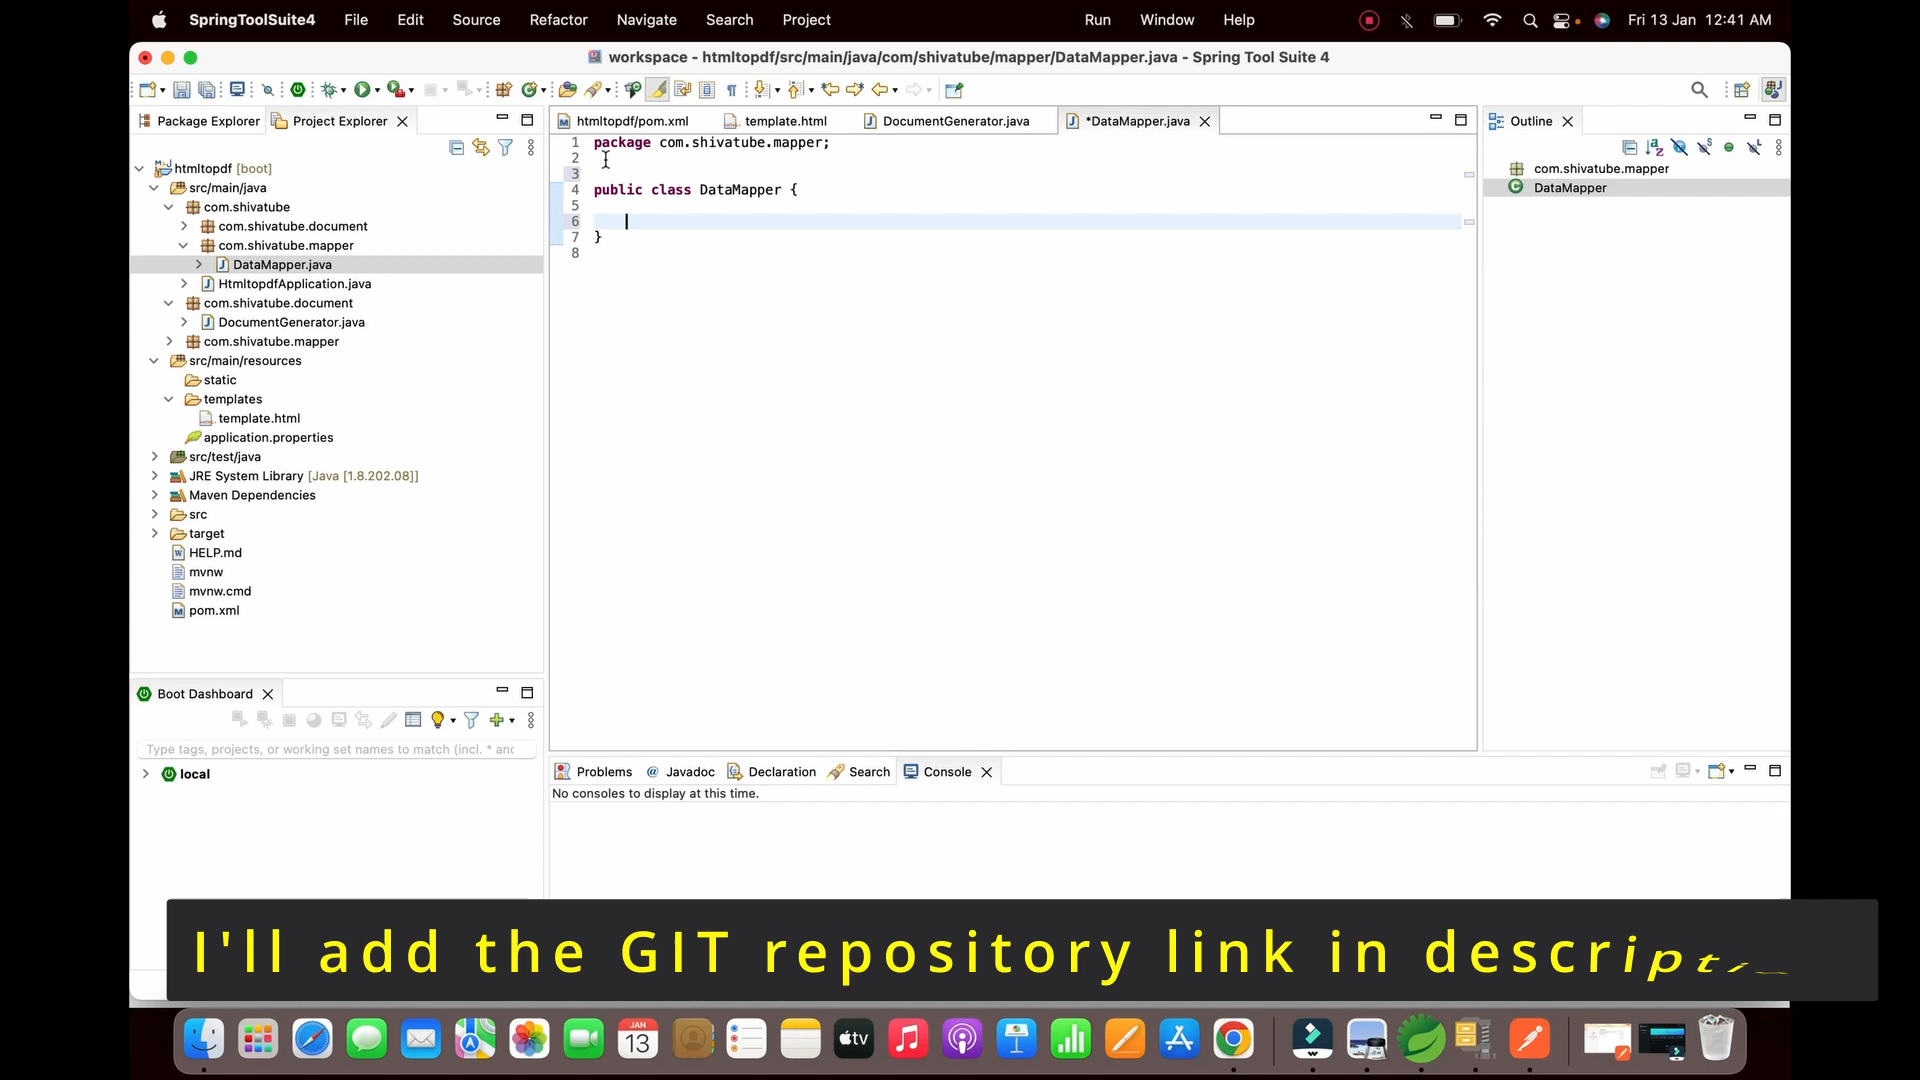 SpringToolSuite4 File Edit Source Refactor Navigate Search Project Run Window Help Fri 13 Jan 12:41 AM
workspace - htmltopdf/src/main/java/com/shivatube/mapper/DataMapper.java - Spring Tool Suite 4
Package Explorer Project Explorer
htmltopdf [boot]
src/main/java
com.shivatube
com.shivatube.document
com.shivatube.mapper
DataMapper.java
HtmltopdfApplication.java
com.shivatube.document
DocumentGenerator.java
com.shivatube.mapper
src/main/resources
static
templates
template.html
application.properties
src/test/java
JRE System Library [Java [1.8.202.08]]
Maven Dependencies
src
target
HELP.md
mvnw
mvnw.cmd
pom.xml
htmltopdf/pom.xml template.html DocumentGenerator.java *DataMapper.java
1 package com.shivatube.mapper;
2
3
4 public class DataMapper {
5
6
7 }
8
Outline
com.shivatube.mapper
DataMapper
Boot Dashboard
Type tags, projects, or working set names to match (incl. * and
local
Problems Javadoc Declaration Search Console
No consoles to display at this time.
I'll add the GIT repository link in descripti
JAN
13
tv